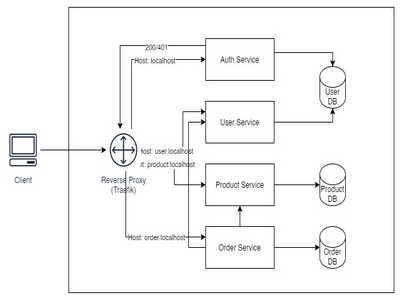 200/401
Host: localhost
Auth Service
User
DB
User Service
Host: user.localhost
t: product.localhost
Client
Reverse Proxy
(Traefik)
Product Service
Product
DB
Host: order.localhost
Order Service
Order
DB